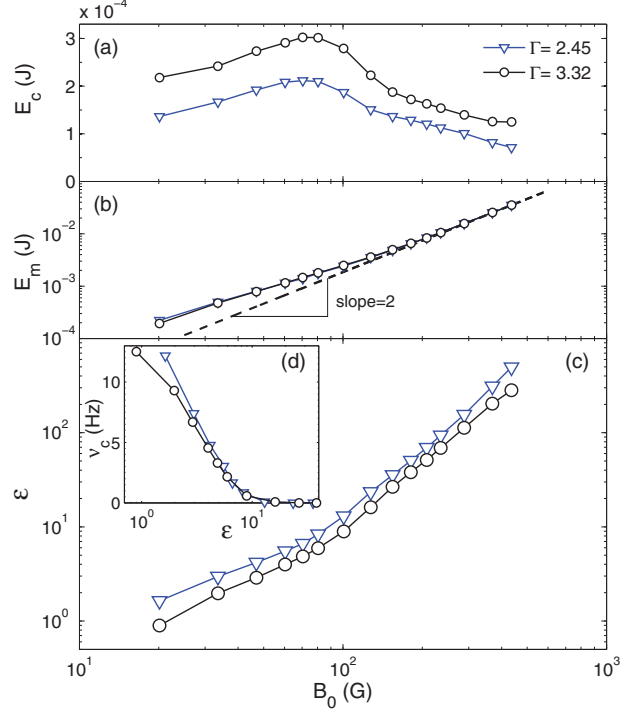 x 10⁻⁴
(a)
Γ= 2.45
Γ= 3.32
E_c (J)
3
2
1
0
(b)
E_m (J)
10⁻²
10⁻³
10⁻⁴
slope=2
(d)
(c)
ν_c (Hz)
10
5
0
10⁰
10¹
ε
ε
10³
10²
10¹
10⁰
10¹
10²
10³
B₀ (G)